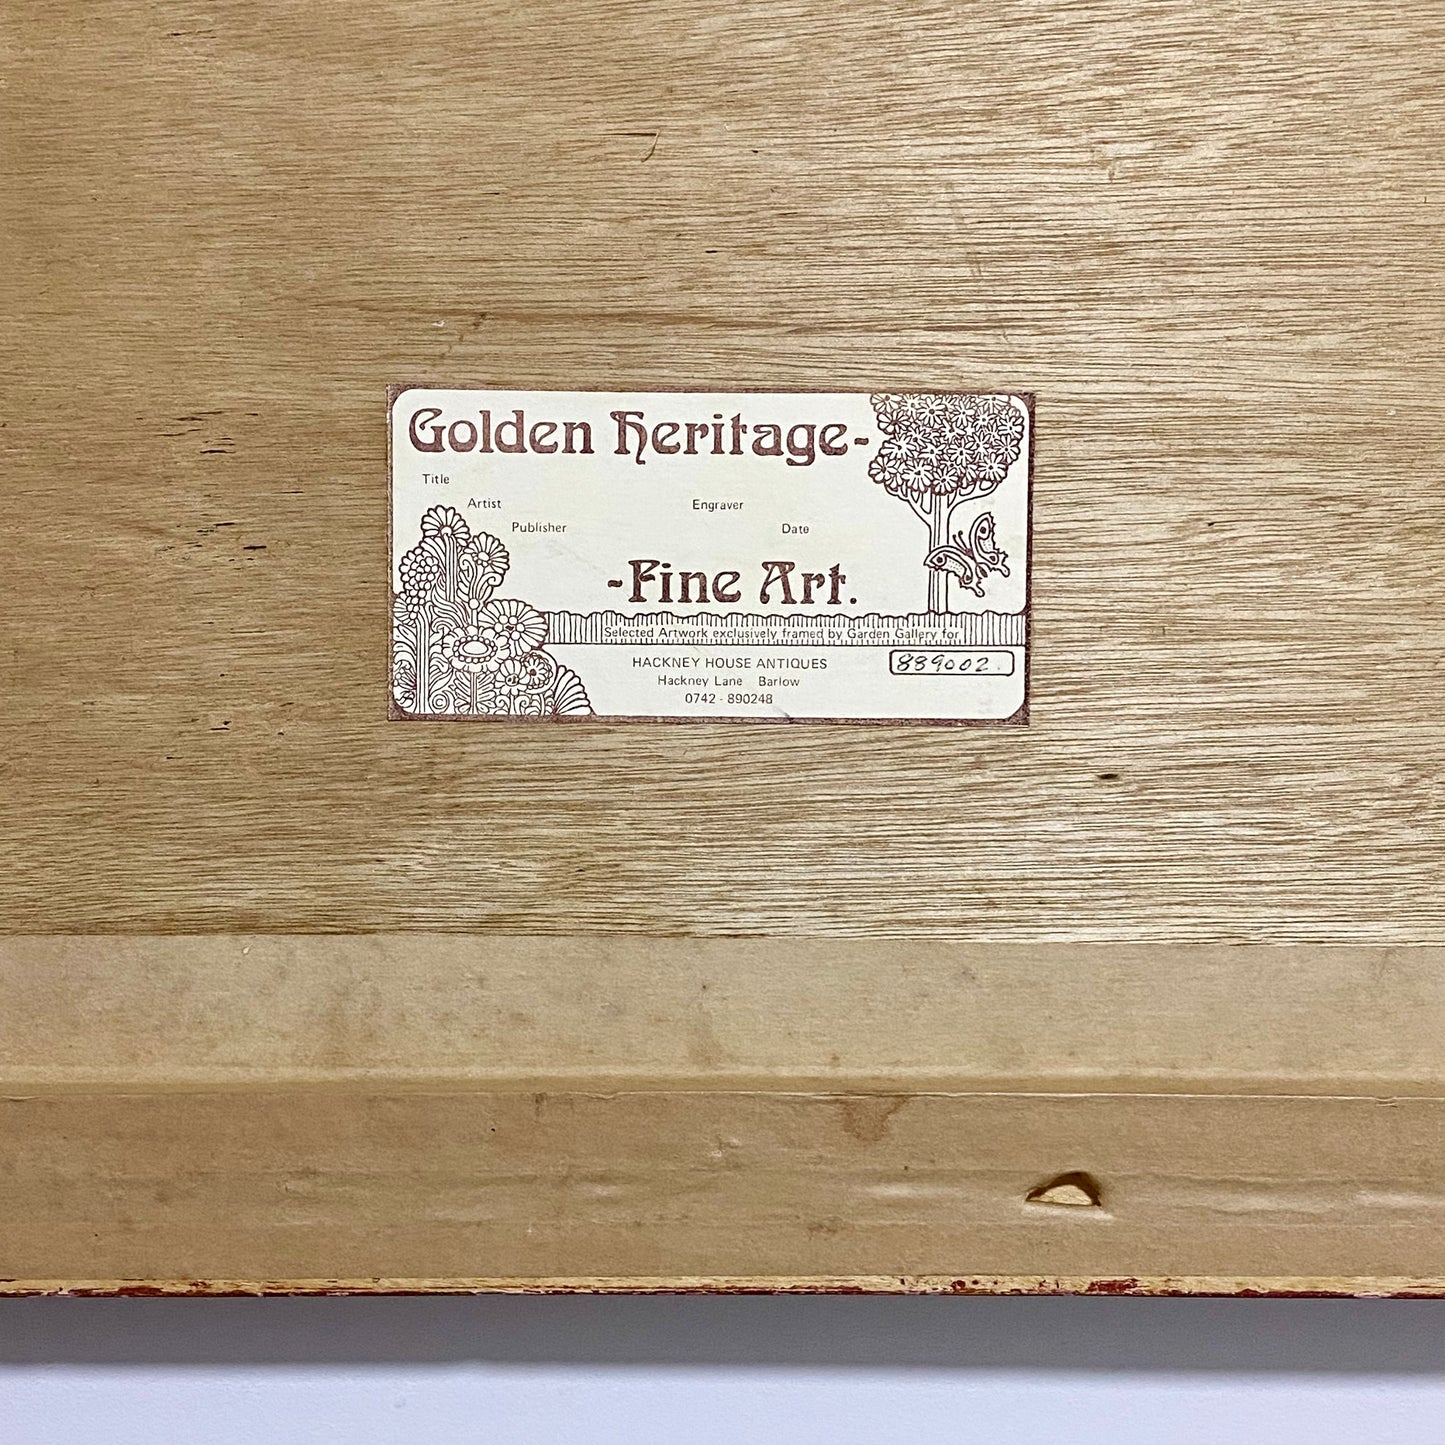 Golden Heritage-
Title
Artist Engraver
Publisher Date
-Fine Art.
Selected Artwork exclusively framed by Garden Gallery for
HACKNEY HOUSE ANTIQUES
889002.
Hackney Lane Barlow
0742 - 890248